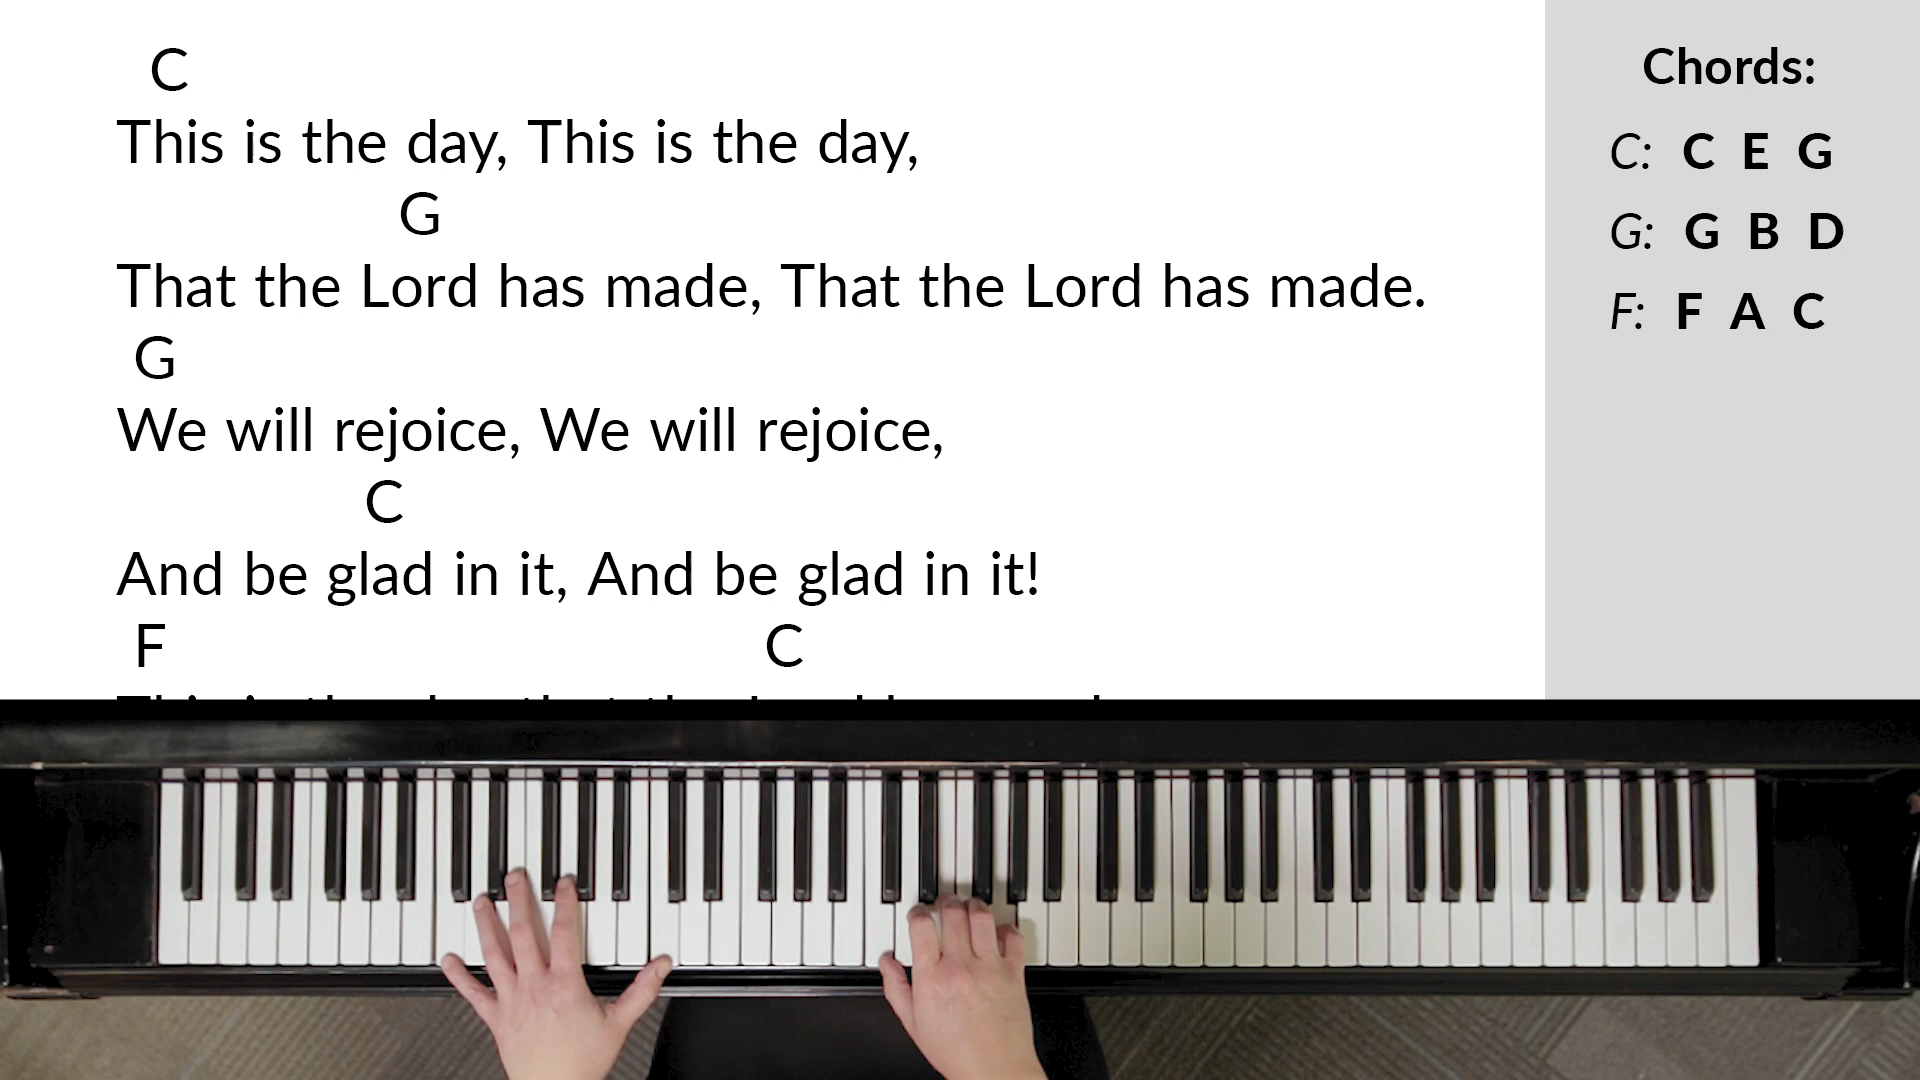 C
This is the day, This is the day,
G
That the Lord has made, That the Lord has made.
G
We will rejoice, We will rejoice,
C
And be glad in it, And be glad in it!
F C
Chords:
C: C E G
G: G B D
F: F A C